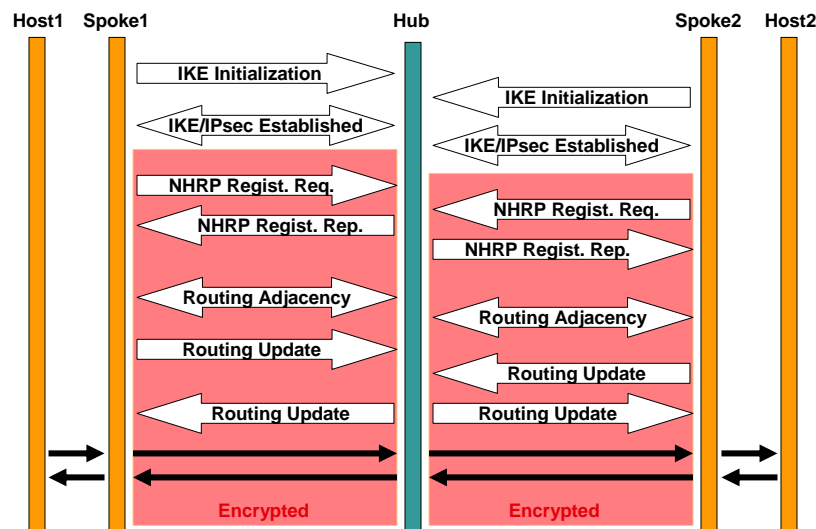 Host1 Spoke1 Hub Spoke2 Host2
IKE Initialization
IKE Initialization
IKE/IPsec Established
IKE/IPsec Established
NHRP Regist. Req.
NHRP Regist. Req.
NHRP Regist. Rep.
NHRP Regist. Rep.
Routing Adjacency
Routing Adjacency
Routing Update
Routing Update
Routing Update
Routing Update
Encrypted
Encrypted